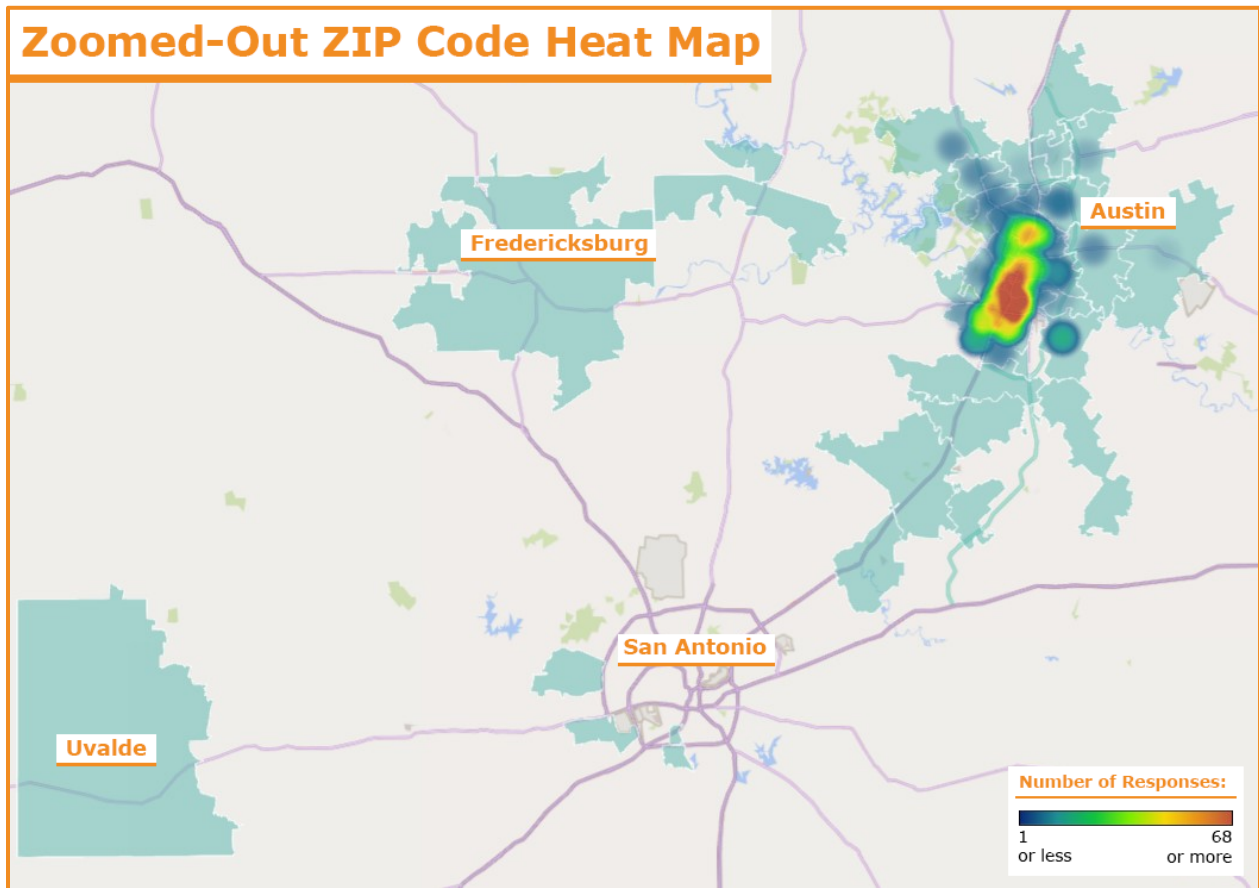 Zoomed-Out ZIP Code Heat Map
Austin
Fredericksburg
San Antonio
Uvalde
Number of Responses:
1 68
or less or more